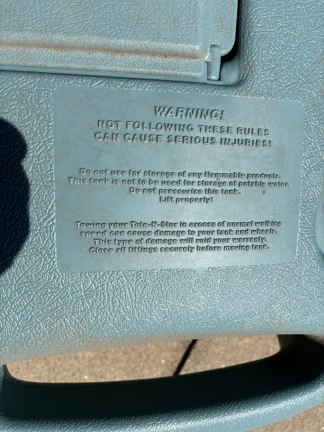 WARNING!
NOT FOLLOWING THESE RULES
CAN CAUSE SERIOUS INJURIES!
Do not use for storage of any flammable products.
This tank is not to be used for storage of potable water.
Do not pressurize this tank.
Lift properly!
Towing your Tote-N-Stor in excess of normal walking
speed can cause damage to your tank and wheels.
This type of damage will void your warranty.
Close all fittings securely before moving tank.